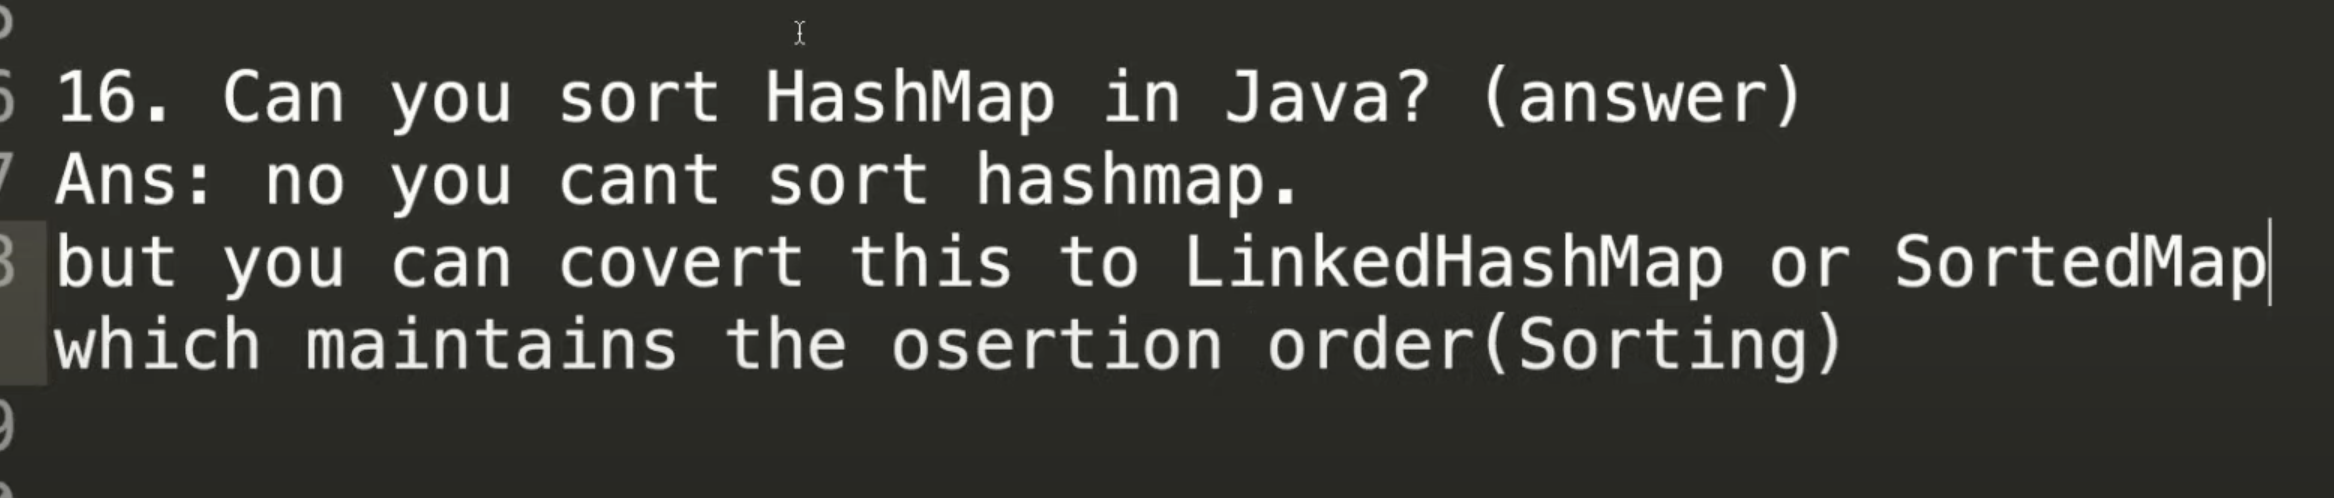 16. Can you sort HashMap in Java? (answer)
Ans: no you cant sort hashmap.
but you can covert this to LinkedHashMap or SortedMap
which maintains the osertion order(Sorting)